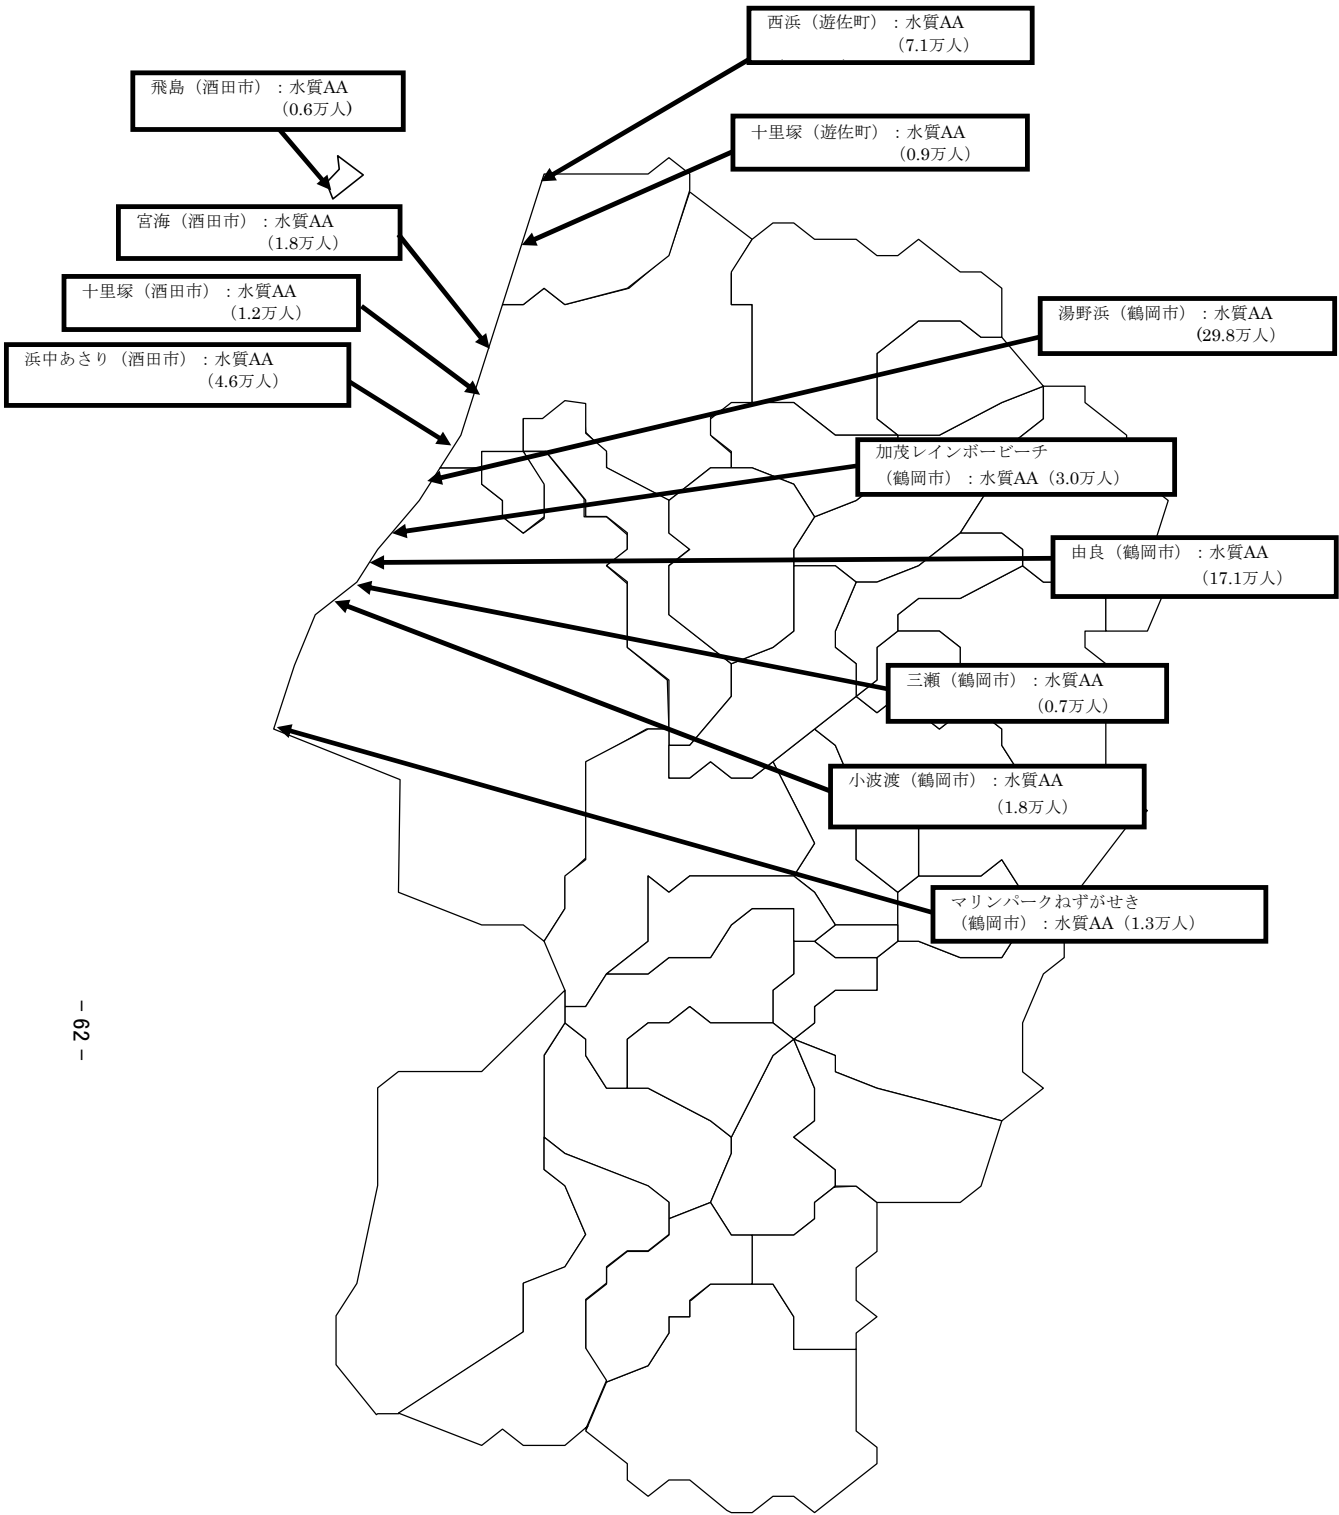 西浜（遊佐町）：水質AA
（7.1万人）
飛島（酒田市）：水質AA
（0.6万人）
十里塚（遊佐町）：水質AA
（0.9万人）
宮海（酒田市）：水質AA
（1.8万人）
十里塚（酒田市）：水質AA
（1.2万人）
湯野浜（鶴岡市）：水質AA
（29.8万人）
浜中あさり（酒田市）：水質AA
（4.6万人）
加茂レインボービーチ
（鶴岡市）：水質AA（3.0万人）
由良（鶴岡市）：水質AA
（17.1万人）
三瀬（鶴岡市）：水質AA
（0.7万人）
小波渡（鶴岡市）：水質AA
（1.8万人）
マリンパークねずがせき
（鶴岡市）：水質AA（1.3万人）
－62－